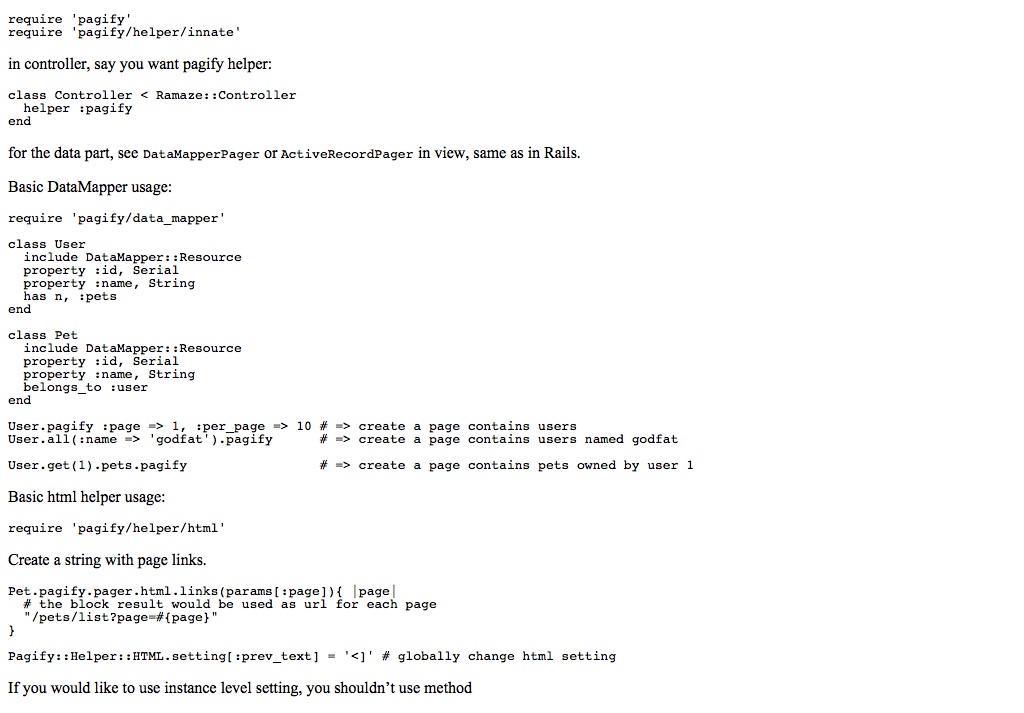 require 'pagify'
require 'pagify/helper/innate'
in controller, say you want pagify helper:
class Controller < Ramaze::Controller
  helper :pagify
end
for the data part, see DataMapperPager or ActiveRecordPager in view, same as in Rails.
Basic DataMapper usage:
require 'pagify/data_mapper'
class User
  include DataMapper::Resource
  property :id, Serial
  property :name, String
  has n, :pets
end
class Pet
  include DataMapper::Resource
  property :id, Serial
  property :name, String
  belongs_to :user
end
User.pagify :page => 1, :per_page => 10 # => create a page contains users
User.all(:name => 'godfat').pagify      # => create a page contains users named godfat
User.get(1).pets.pagify                 # => create a page contains pets owned by user 1
Basic html helper usage:
require 'pagify/helper/html'
Create a string with page links.
Pet.pagify.pager.html.links(params[:page]){ |page|
  # the block result would be used as url for each page
  "/pets/list?page=#{page}"
}
Pagify::Helper::HTML.setting[:prev_text] = '<]' # globally change html setting
If you would like to use instance level setting, you shouldn’t use method